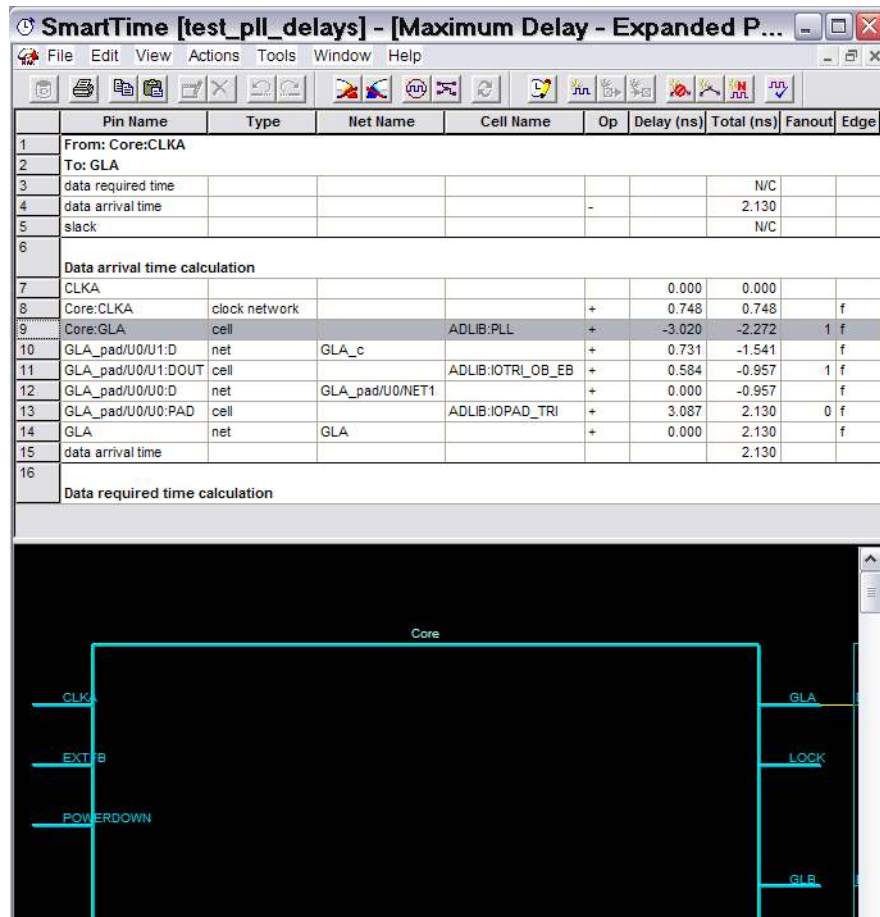 SmartTime [test_pll_delays] - [Maximum Delay - Expanded P...
File Edit View Actions Tools Window Help
Pin Name Type Net Name Cell Name Op Delay (ns) Total (ns) Fanout Edge
1 From: Core:CLKA
2 To: GLA
3 data required time N/C
4 data arrival time - 2.130
5 slack N/C
6 Data arrival time calculation
7 CLKA 0.000 0.000
8 Core:CLKA clock network + 0.748 0.748 f
9 Core:GLA cell ADLIB:PLL + -3.020 -2.272 1 f
10 GLA_pad/U0/U1:D net GLA_c + 0.731 -1.541 f
11 GLA_pad/U0/U1:DOUT cell ADLIB:IOTRI_OB_EB + 0.584 -0.957 1 f
12 GLA_pad/U0/U0:D net GLA_pad/U0/NET1 + 0.000 -0.957 f
13 GLA_pad/U0/U0:PAD cell ADLIB:IOPAD_TRI + 3.087 2.130 0 f
14 GLA net GLA + 0.000 2.130 f
15 data arrival time 2.130
16 Data required time calculation
Core
CLKA GLA
EXTFB LOCK
POWERDOWN
GLB